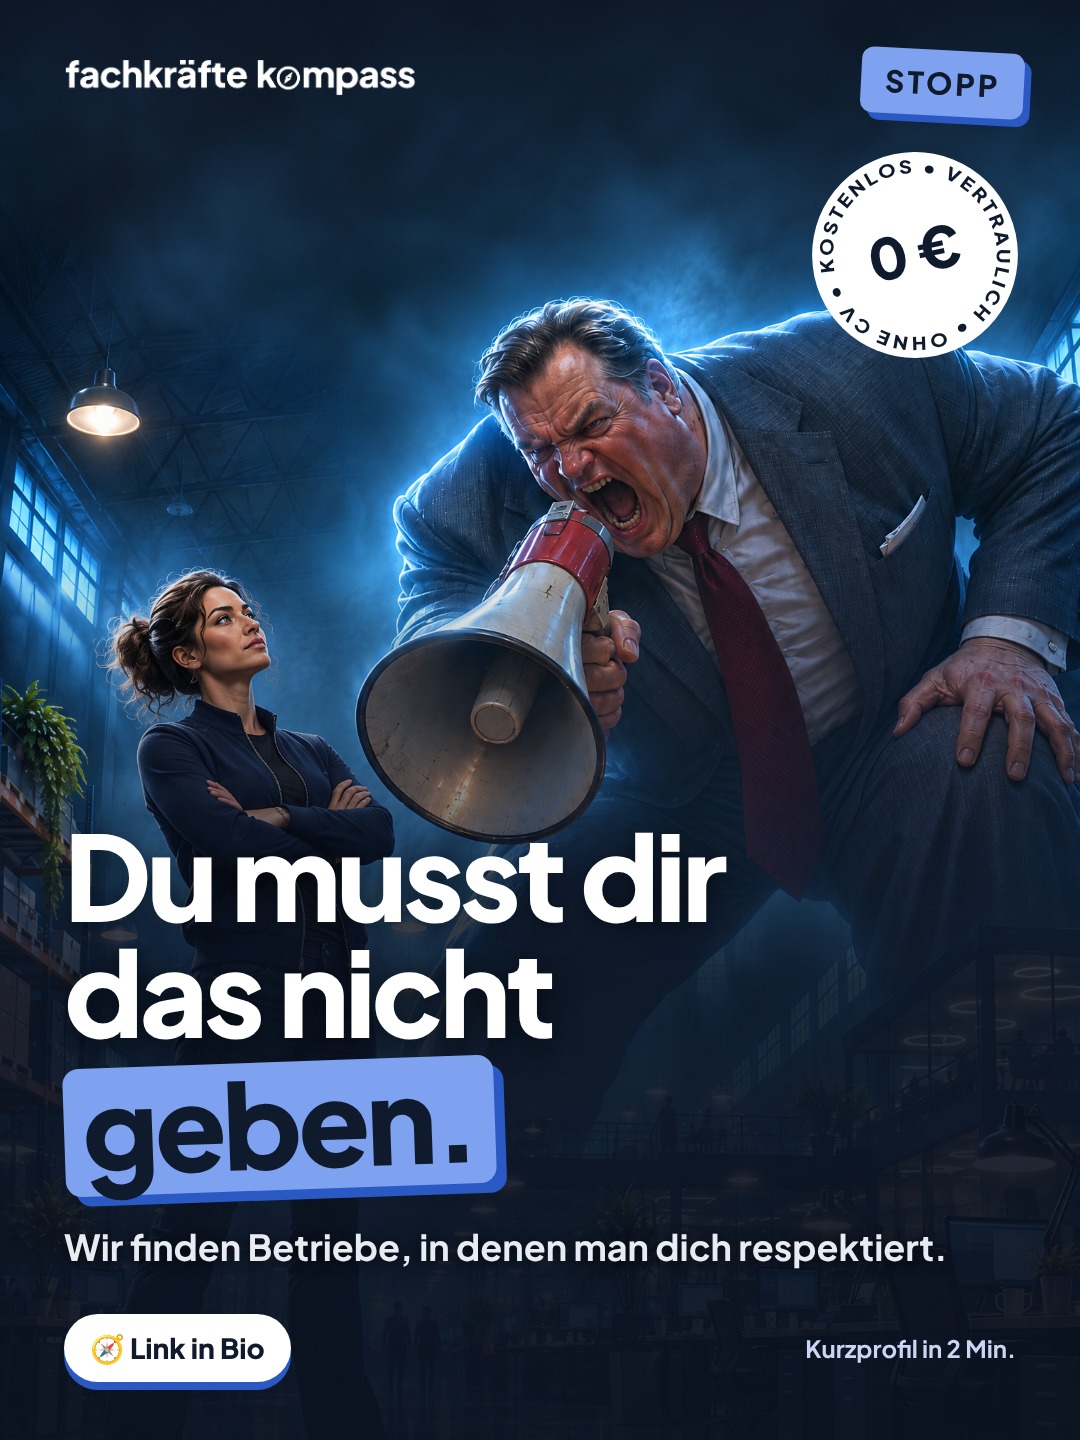 fachkräfte kompass
STOPP
KOSTENLOS • VERTRAULICH • OHNE CV •
0 €
Du musst dir
das nicht
geben.
Wir finden Betriebe, in denen man dich respektiert.
🧭 Link in Bio
Kurzprofil in 2 Min.